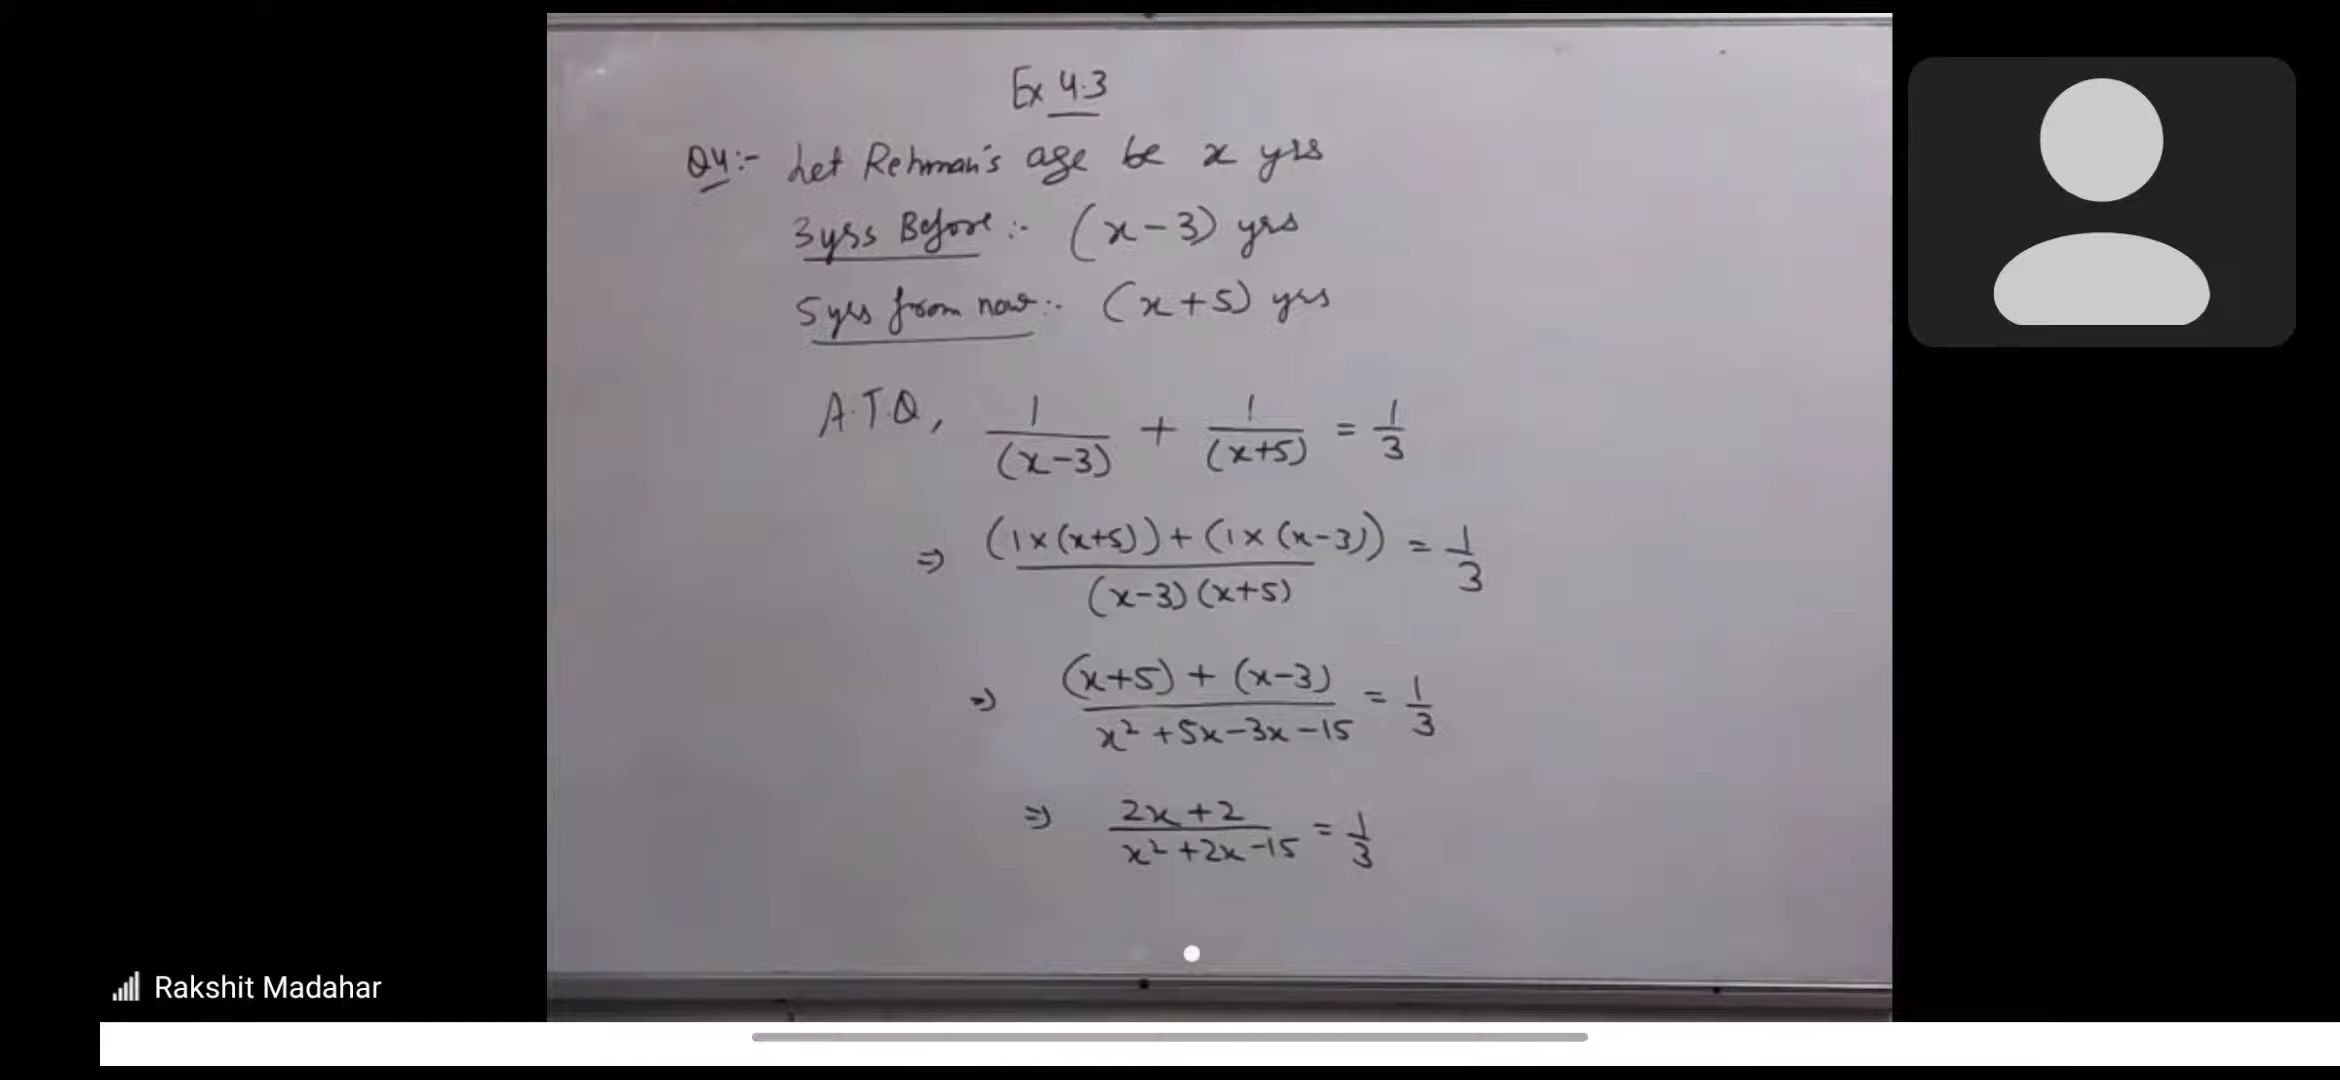 Ex 4.3
Q4:- Let Rehman's age be x yrs
3yrs Before :- (x-3) yrs
5yrs from now :- (x+5) yrs
A.T.Q, 1/(x-3) + 1/(x+5) = 1/3
=> ((1×(x+5)) + (1×(x-3)))/((x-3)(x+5)) = 1/3
=> ((x+5) + (x-3))/(x²+5x-3x-15) = 1/3
=> (2x+2)/(x²+2x-15) = 1/3
Rakshit Madahar